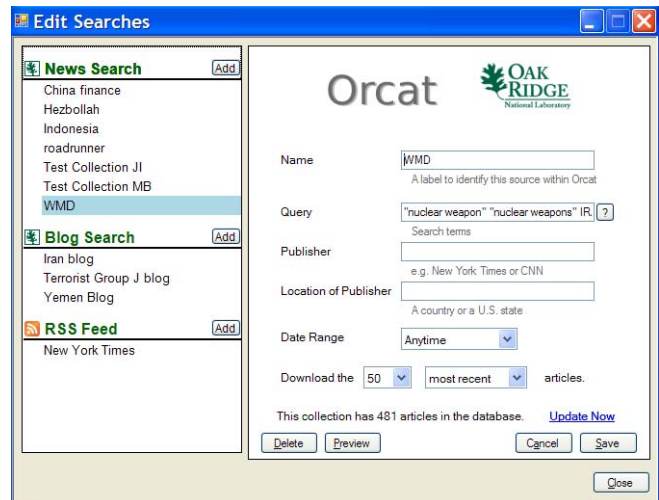 Edit Searches
News Search Add
China finance
Hezbollah
Indonesia
roadrunner
Test Collection JI
Test Collection MB
WMD
Blog Search Add
Iran blog
Terrorist Group J blog
Yemen Blog
RSS Feed Add
New York Times
Orcat
OAK
RIDGE
National Laboratory
Name WMD
A label to identify this source within Orcat
Query "nuclear weapon" "nuclear weapons" IR. ?
Search terms
Publisher
e.g. New York Times or CNN
Location of Publisher
A country or a U.S. state
Date Range Anytime
Download the 50 most recent articles.
This collection has 481 articles in the database. Update Now
Delete Preview Cancel Save
Close